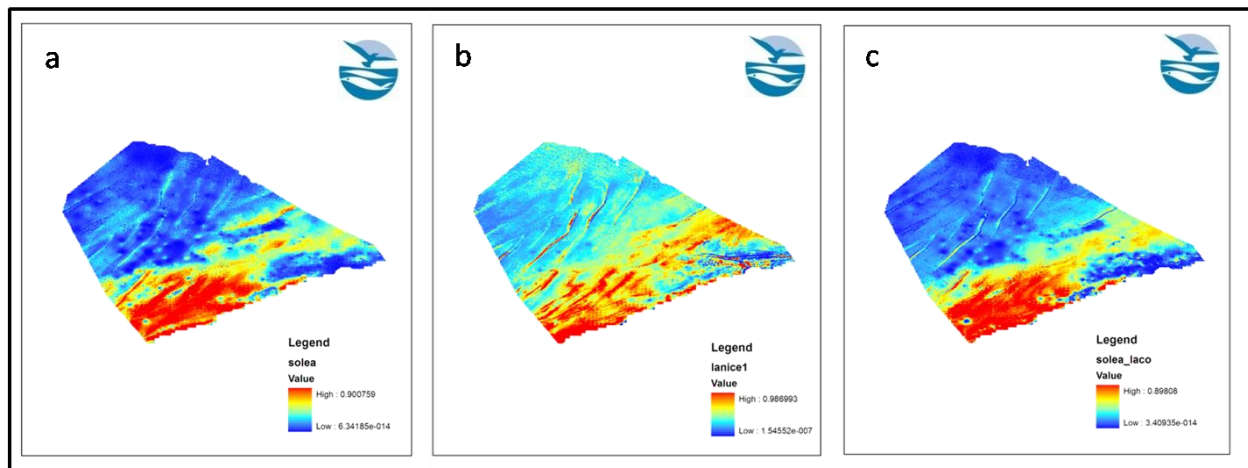 a
Legend
solea
Value
High : 0.900759
Low : 6.34185e-014
b
Legend
lanice1
Value
High : 0.986993
Low : 1.54552e-007
c
Legend
solea_laco
Value
High : 0.89808
Low : 3.40935e-014